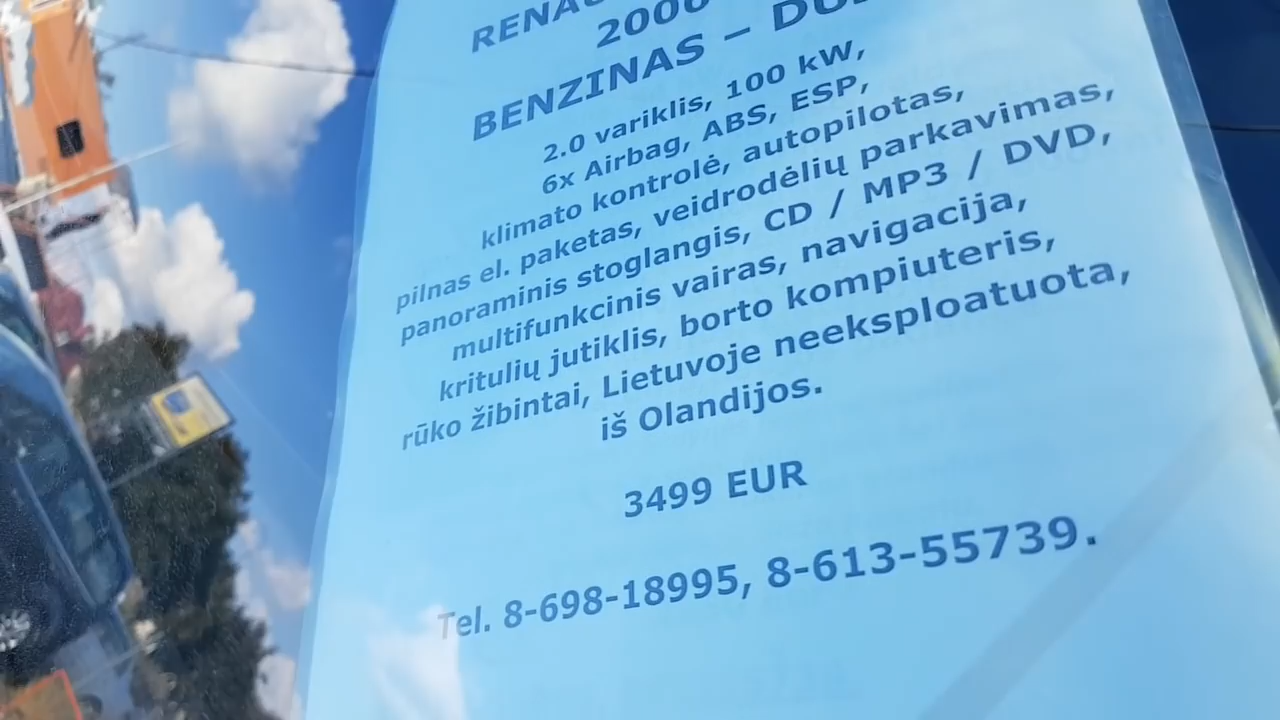 BENZINAS –
2.0 variklis, 100 kW,
6x Airbag, ABS, ESP,
klimato kontrolė, autopilotas,
pilnas el. paketas, veidrodėlių parkavimas,
panoraminis stoglangis, CD / MP3 / DVD,
multifunkcinis vairas, navigacija,
kritulių jutiklis, borto kompiuteris,
rūko žibintai, Lietuvoje neeksploatuota,
iš Olandijos.
3499 EUR
Tel. 8-698-18995, 8-613-55739.